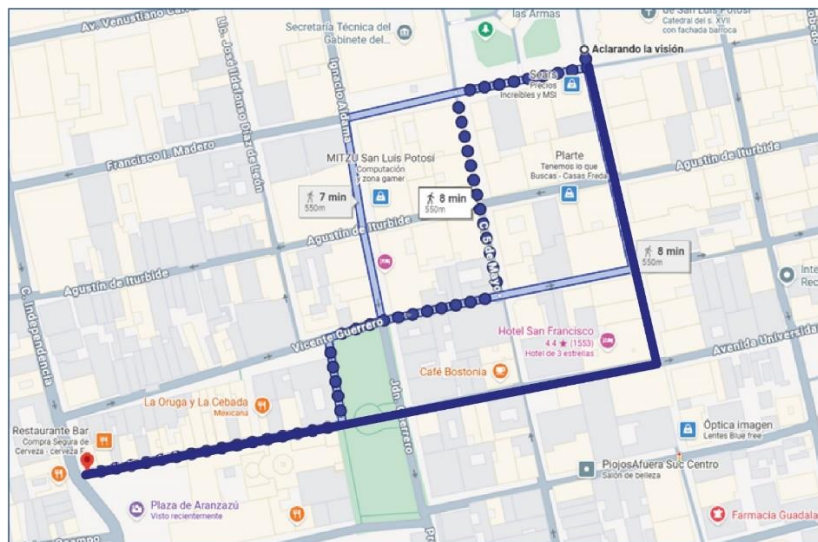 Av. Venustiano
Secretaría Técnica del
Gabinete del...
las Armas
de San Luis Potosí
Catedral del s. XVII
con fachada barroca
Aclarando la visión
Lic. José Ildefonso Díaz de León
Ignacio Aldama
Sears
Precios
Increíbles y MSI
Francisco I. Madero
MITZU San Luis Potosí
Computación
y zona gamer
Plarte
Tenemos lo que
Buscas - Casas Freda
Agustín de Iturbide
7 min
550m
8 min
550m
Agustín de Iturbide
C. 5 de Mayo
8 min
550m
Agustín de Iturbide
C. Independencia
Vicente Guerrero
Hotel San Francisco
4.4 ★ (1553)
Hotel de 3 estrellas
Avenida Universida
Café Bostonia
Jdn. Guerrero
La Oruga y La Cebada
Mexicana
Restaurante Bar
Compra Segura de
Óptica imagen
Lentes Blue free
PiojosAfuera Suc Centro
Salón de belleza
Plaza de Aranzazú
Visto recientemente
Farmacia Guadala
Ocampo